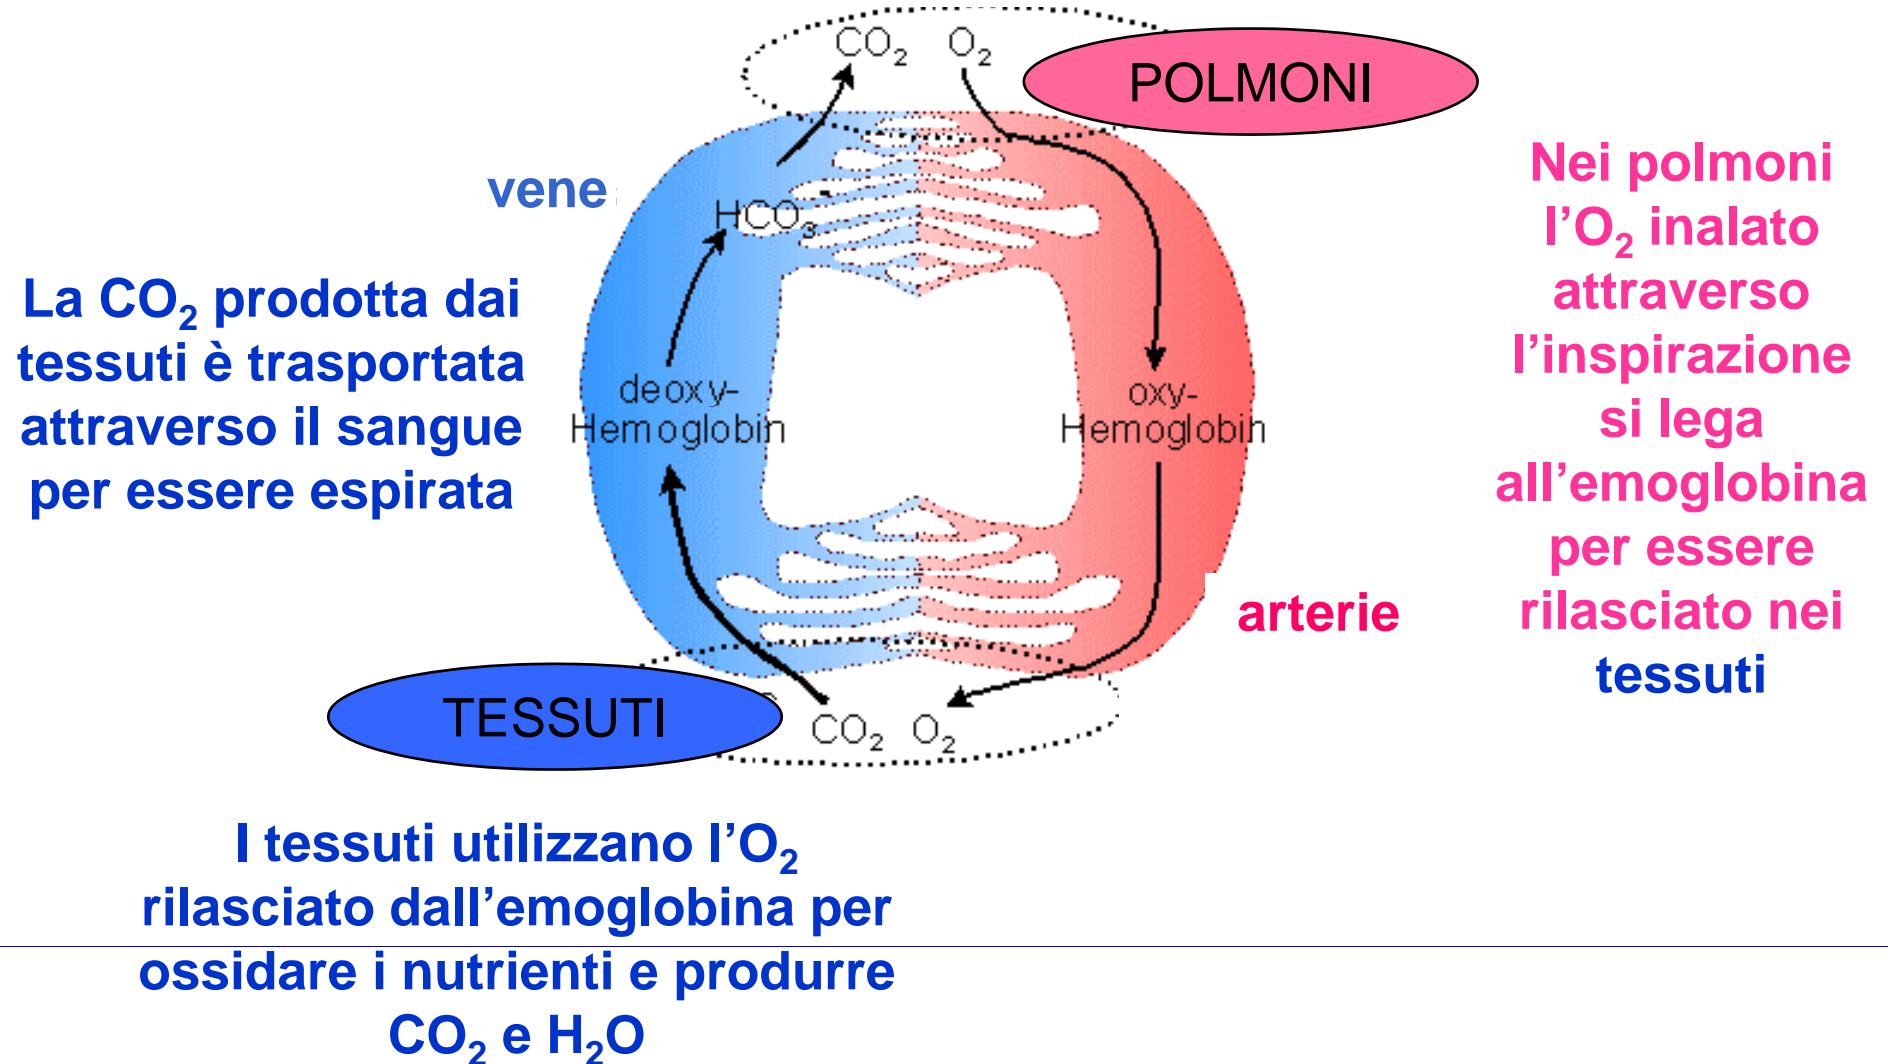 CO₂ O₂
POLMONI
vene
HCO₃⁻
La CO₂ prodotta dai
tessuti è trasportata
attraverso il sangue
per essere espirata
deoxy-
Hemoglobin
oxy-
Hemoglobin
Nei polmoni
l’O₂ inalato
attraverso
l’inspirazione
si lega
all’emoglobina
per essere
rilasciato nei
tessuti
arterie
TESSUTI
CO₂ O₂
I tessuti utilizzano l’O₂
rilasciato dall’emoglobina per
ossidare i nutrienti e produrre
CO₂ e H₂O